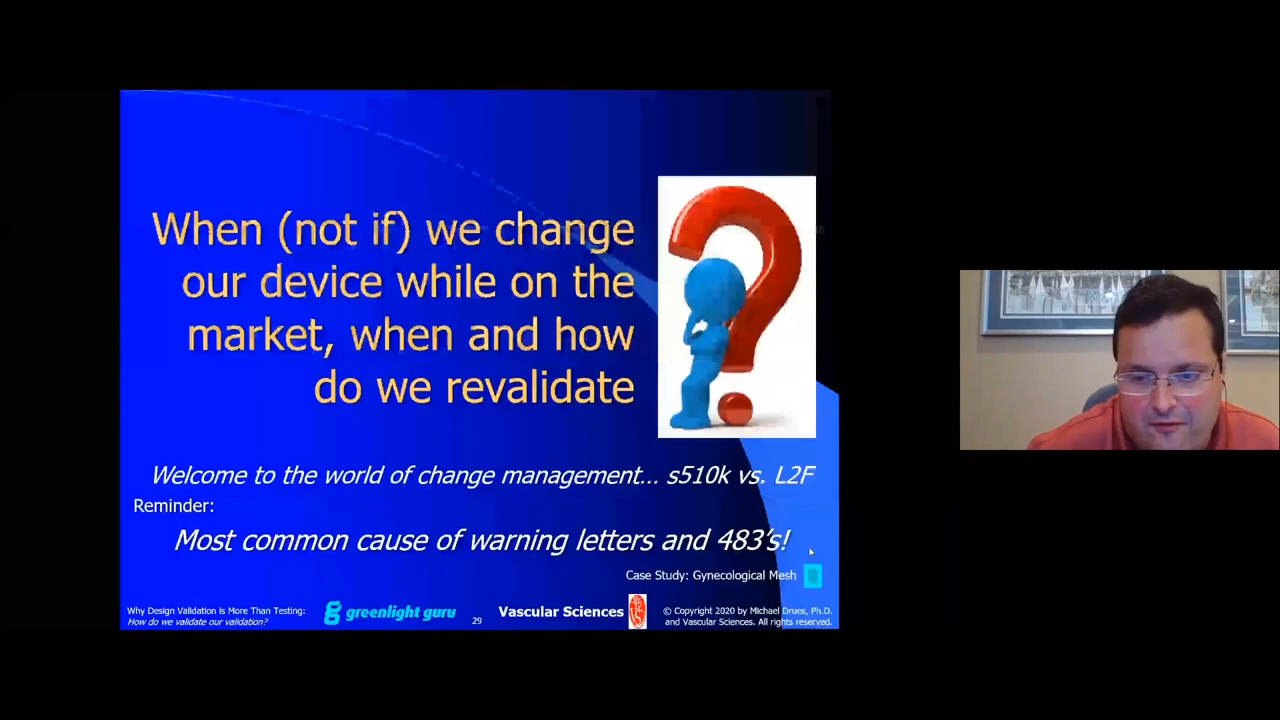 When (not if) we change
our device while on the
market, when and how
do we revalidate
Welcome to the world of change management... s510k vs. L2F
Reminder:
Most common cause of warning letters and 483's!
Case Study: Gynecological Mesh
Why Design Validation is More Than Testing:
How do we validate our validation?
greenlight guru
29
Vascular Sciences
© Copyright 2020 by Michael Drues, Ph.D.
and Vascular Sciences. All rights reserved.